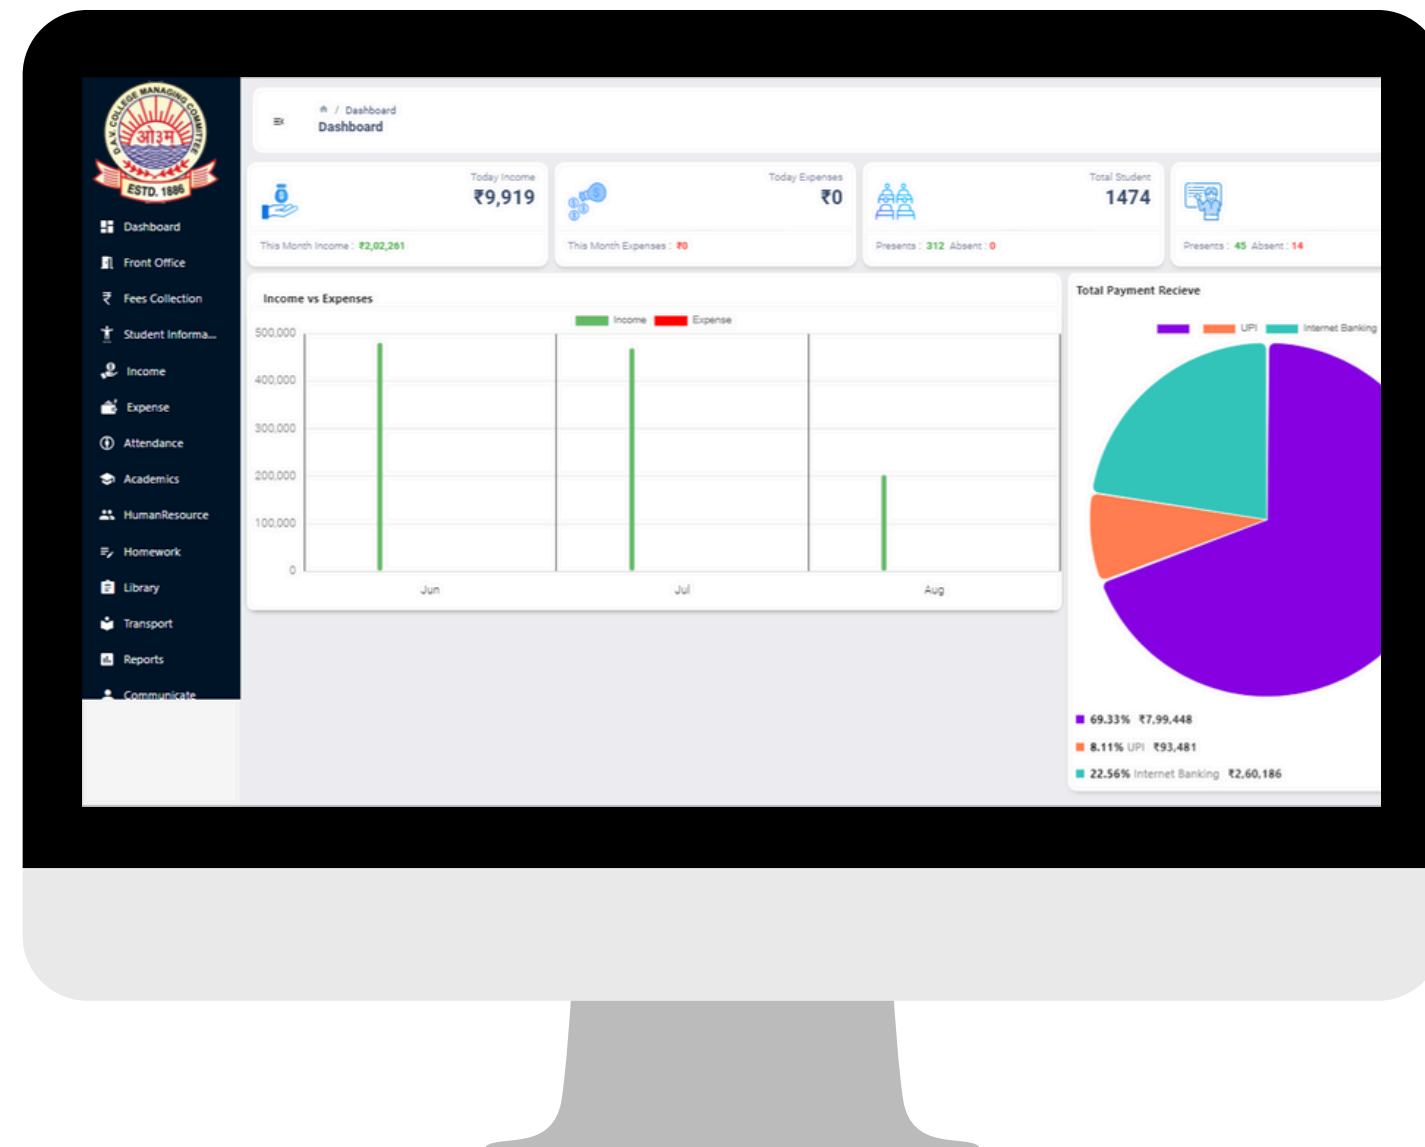 D.A.V. COLLEGE MANAGING COMMITTEE
ओ३म्
ESTD. 1886
Dashboard
Front Office
Fees Collection
Student Informa...
Income
Expense
Attendance
Academics
HumanResource
Homework
Library
Transport
Reports
Communicate
/ Dashboard
Dashboard
Today Income
₹9,919
This Month Income : ₹2,02,261
Today Expenses
₹0
This Month Expenses : ₹0
Total Student
1474
Presents : 312 Absent : 0
Presents : 45 Absent : 14
Income vs Expenses
Income Expense
500,000
400,000
300,000
200,000
100,000
0
Jun Jul Aug
Total Payment Recieve
UPI Internet Banking
69.33% ₹7,99,448
8.11% UPI ₹93,481
22.56% Internet Banking ₹2,60,186